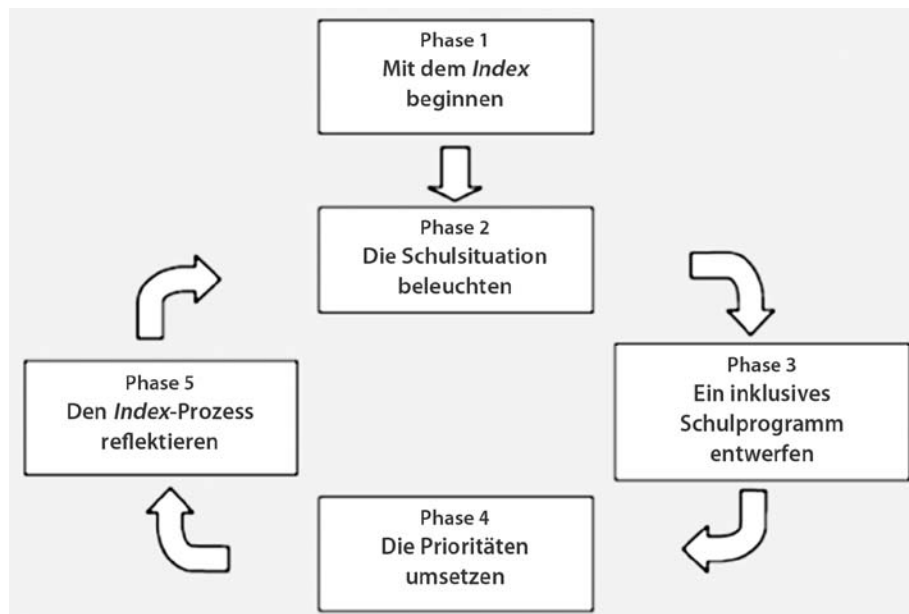 Phase 1
Mit dem Index
beginnen
Phase 2
Die Schulsituation
beleuchten
Phase 3
Ein inklusives
Schulprogramm
entwerfen
Phase 4
Die Prioritäten
umsetzen
Phase 5
Den Index-Prozess
reflektieren